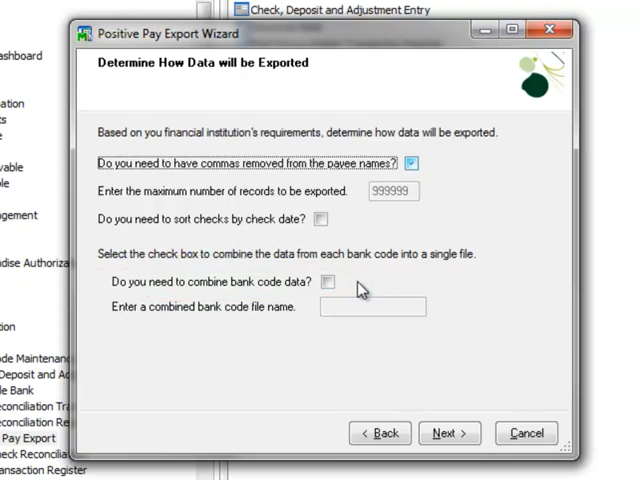 Check, Deposit and Adjustment Entry
Positive Pay Export Wizard
Determine How Data will be Exported
Based on you financial institution's requirements, determine how data will be exported.
Do you need to have commas removed from the payee names?
Enter the maximum number of records to be exported. 999999
Do you need to sort checks by check date?
Select the check box to combine the data from each bank code into a single file.
Do you need to combine bank code data?
Enter a combined bank code file name.
< Back Next > Cancel
ashboard
ation
ts
e
vable
ble
nagement
dise Authoriza
tion
ode Maintenanc
Deposit and Ad
le Bank
econciliation Tra
econciliation Re
Pay Export
heck Reconcilia
ansaction Register